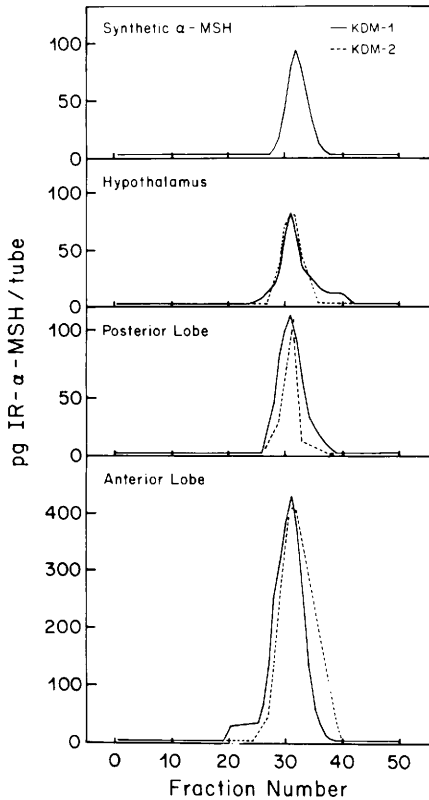 Synthetic α-MSH
KDM-1
KDM-2
100
50
0
Hypothalamus
100
50
0
Posterior Lobe
100
50
0
Anterior Lobe
400
300
200
100
0
0 10 20 30 40 50
Fraction Number
pg IR-α-MSH/tube